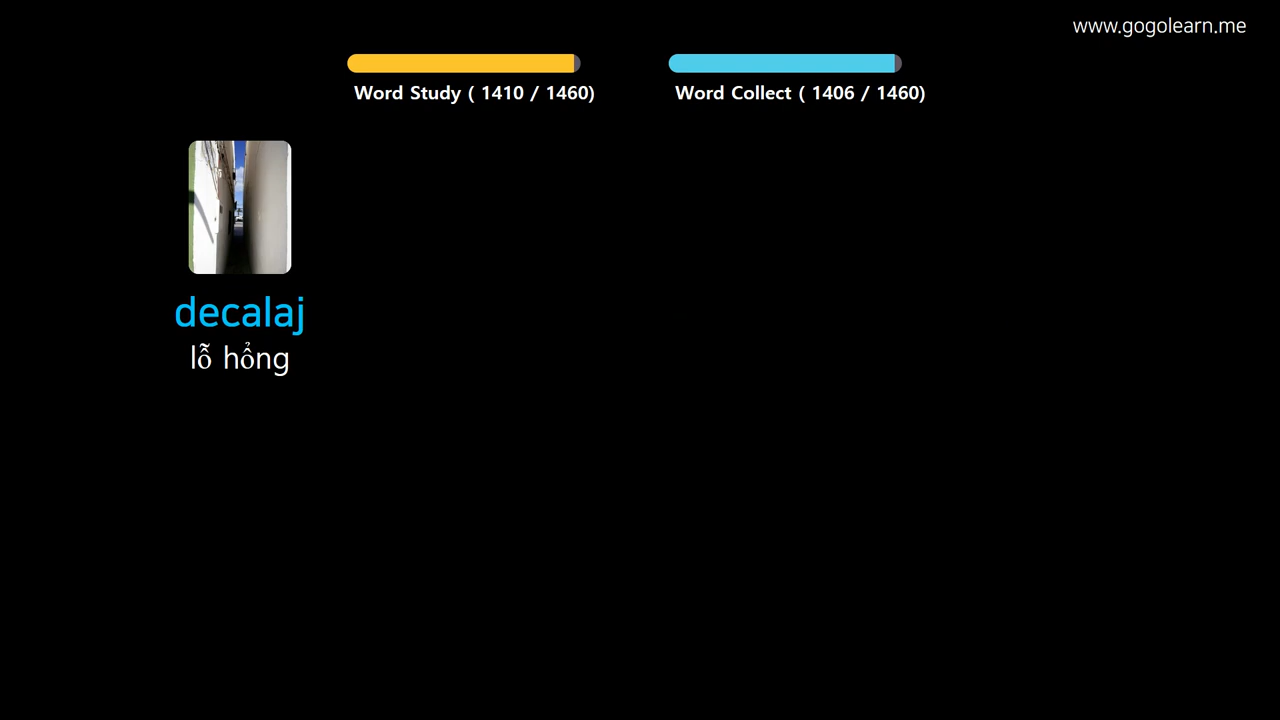 www.gogolearn.me
Word Study ( 1410 / 1460)
Word Collect ( 1406 / 1460)
decalaj
lỗ hổng